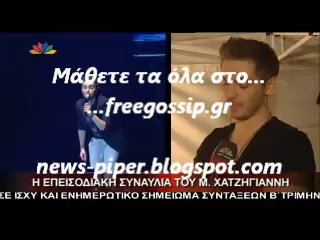 Μάθετε τα όλα στο...
...freegossip.gr
news-piper.blogspot.com
Η ΕΠΕΙΣΟΔΙΑΚΗ ΣΥΝΑΥΛΙΑ ΤΟΥ Μ. ΧΑΤΖΗΓΙΑΝΝΗ
ΣΕ ΙΣΧΥ ΚΑΙ ΕΝΗΜΕΡΩΤΙΚΟ ΣΗΜΕΙΩΜΑ ΣΥΝΤΑΞΕΩΝ Β΄ΤΡΙΜΗΝ